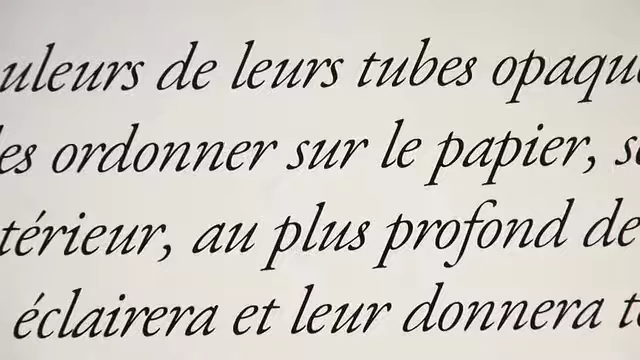 uleurs de leurs tubes opaqu
es ordonner sur le papier, s
térieur, au plus profond de
éclairera et leur donnera t